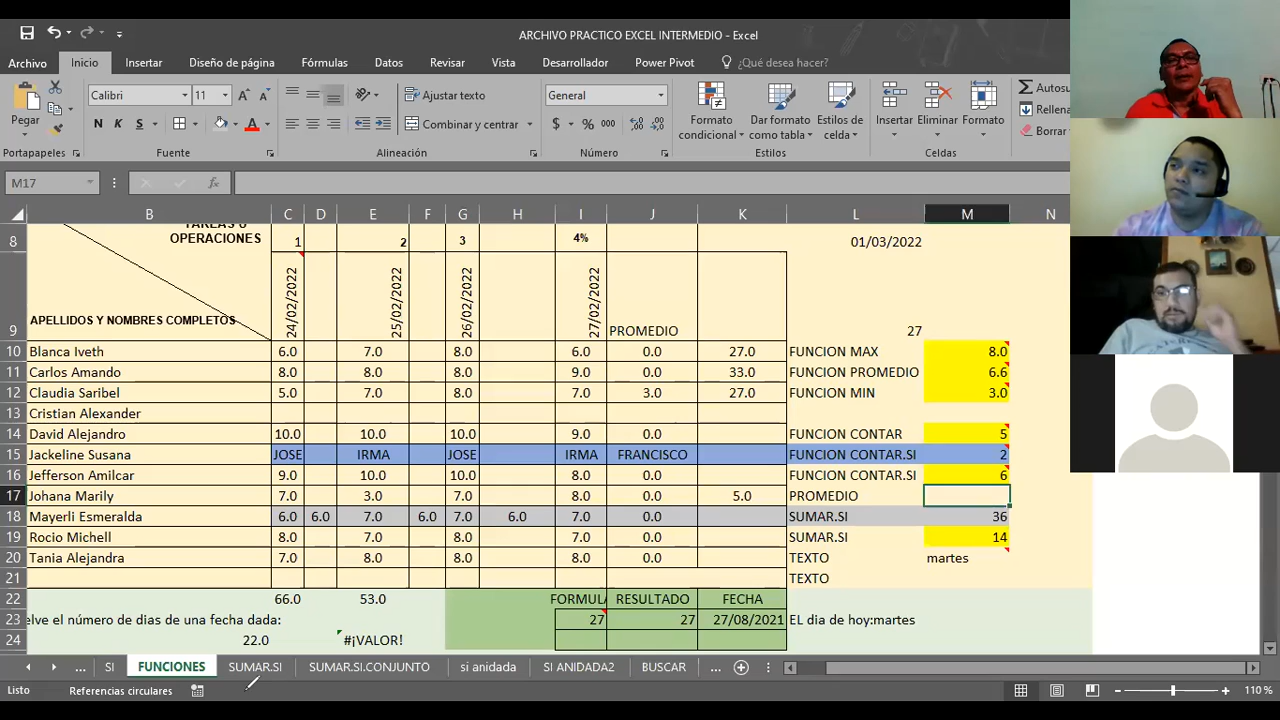 ARCHIVO PRACTICO EXCEL INTERMEDIO - Excel
Archivo Inicio Insertar Diseño de página Fórmulas Datos Revisar Vista Desarrollador Power Pivot ¿Qué desea hacer?
Pegar
Calibri 11 A A
N K S A
Ajustar texto
Combinar y centrar
General
$ % 000
Formato condicional
Dar formato como tabla
Estilos de celda
Insertar Eliminar Formato
Autosu
Rellena
Borrar
Portapapeles Fuente Alineación Número Estilos Celdas
M17 fx
B C D E F G H I J K L M N
TAREAS U
8 OPERACIONES 1 2 3 4% 01/03/2022
9 APELLIDOS Y NOMBRES COMPLETOS 24/02/2022 25/02/2022 26/02/2022 27/02/2022 PROMEDIO 27
10 Blanca Iveth 6.0 7.0 8.0 6.0 0.0 27.0 FUNCION MAX 8.0
11 Carlos Amando 8.0 8.0 8.0 9.0 0.0 33.0 FUNCION PROMEDIO 6.6
12 Claudia Saribel 5.0 7.0 8.0 7.0 3.0 27.0 FUNCION MIN 3.0
13 Cristian Alexander
14 David Alejandro 10.0 10.0 10.0 9.0 0.0 FUNCION CONTAR 5
15 Jackeline Susana JOSE IRMA JOSE IRMA FRANCISCO FUNCION CONTAR.SI 2
16 Jefferson Amilcar 9.0 10.0 10.0 8.0 0.0 FUNCION CONTAR.SI 6
17 Johana Marily 7.0 3.0 7.0 8.0 0.0 5.0 PROMEDIO
18 Mayerli Esmeralda 6.0 6.0 7.0 6.0 7.0 6.0 7.0 0.0 SUMAR.SI 36
19 Rocio Michell 8.0 7.0 8.0 7.0 0.0 SUMAR.SI 14
20 Tania Alejandra 7.0 8.0 8.0 8.0 0.0 TEXTO martes
21 TEXTO
22 66.0 53.0 FORMULA RESULTADO FECHA
23 elve el número de dias de una fecha dada: 27 27 27/08/2021 EL dia de hoy:martes
24 22.0 #¡VALOR!
... SI FUNCIONES SUMAR.SI SUMAR.SI.CONJUNTO si anidada SI ANIDADA2 BUSCAR ...
Listo Referencias circulares 110 %